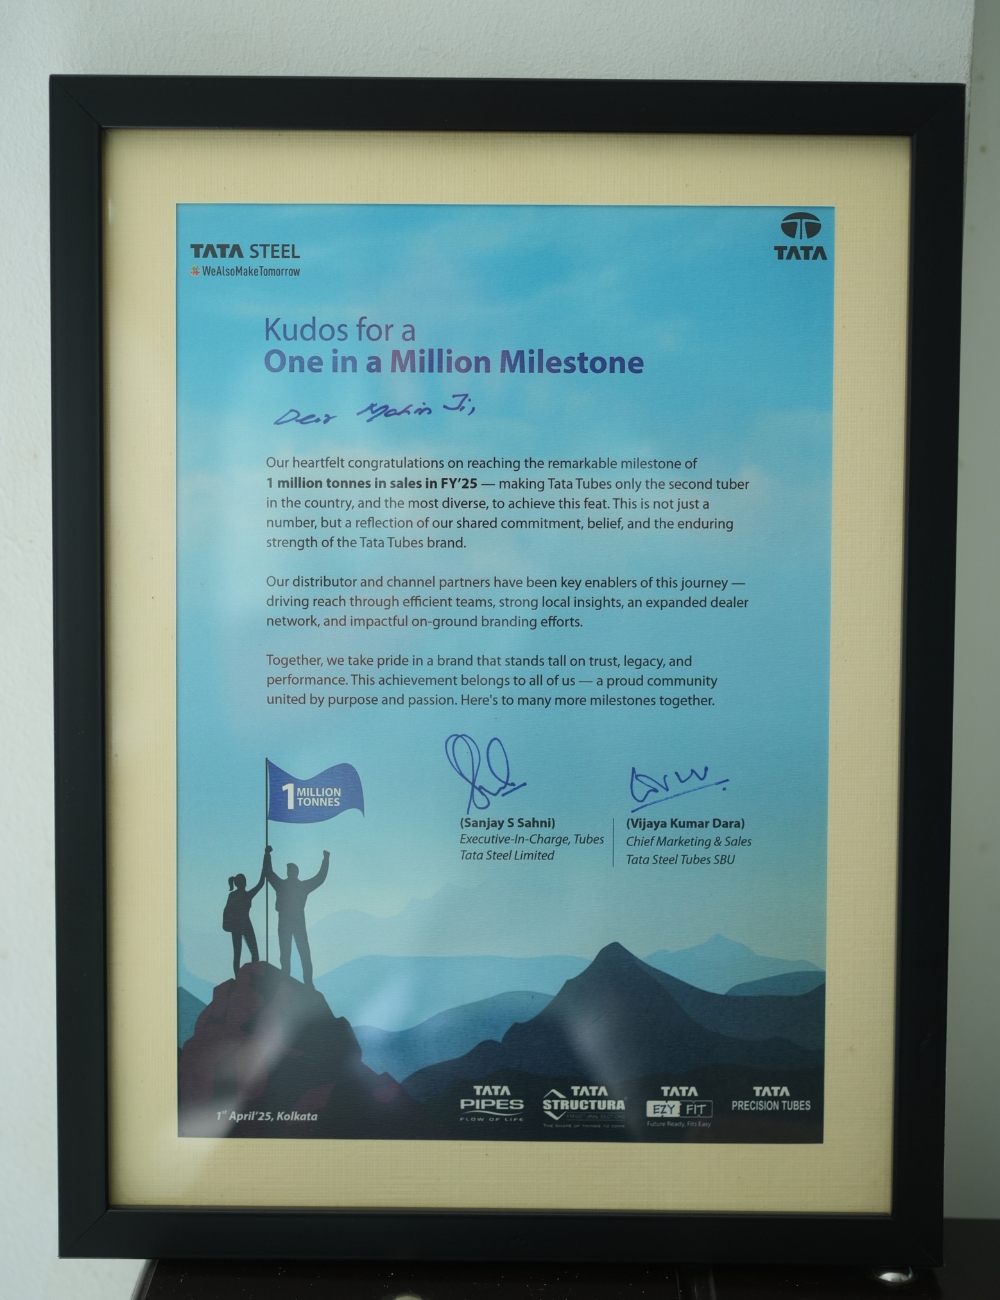 TATA STEEL
#WeAlsoMakeTomorrow
TATA
Kudos for a
One in a Million Milestone
Dear Mohin Ji,
Our heartfelt congratulations on reaching the remarkable milestone of
1 million tonnes in sales in FY'25 — making Tata Tubes only the second tuber
in the country, and the most diverse, to achieve this feat. This is not just a
number, but a reflection of our shared commitment, belief, and the enduring
strength of the Tata Tubes brand.
Our distributor and channel partners have been key enablers of this journey —
driving reach through efficient teams, strong local insights, an expanded dealer
network, and impactful on-ground branding efforts.
Together, we take pride in a brand that stands tall on trust, legacy, and
performance. This achievement belongs to all of us — a proud community
united by purpose and passion. Here's to many more milestones together.
1 MILLION
TONNES
(Sanjay S Sahni)
Executive-In-Charge, Tubes
Tata Steel Limited
(Vijaya Kumar Dara)
Chief Marketing & Sales
Tata Steel Tubes SBU
1st April'25, Kolkata
TATA
PIPES
FLOW OF LIFE
TATA
STRUCTURA
TATA
EZY FIT
Future Ready, Fits Easy
TATA
PRECISION TUBES